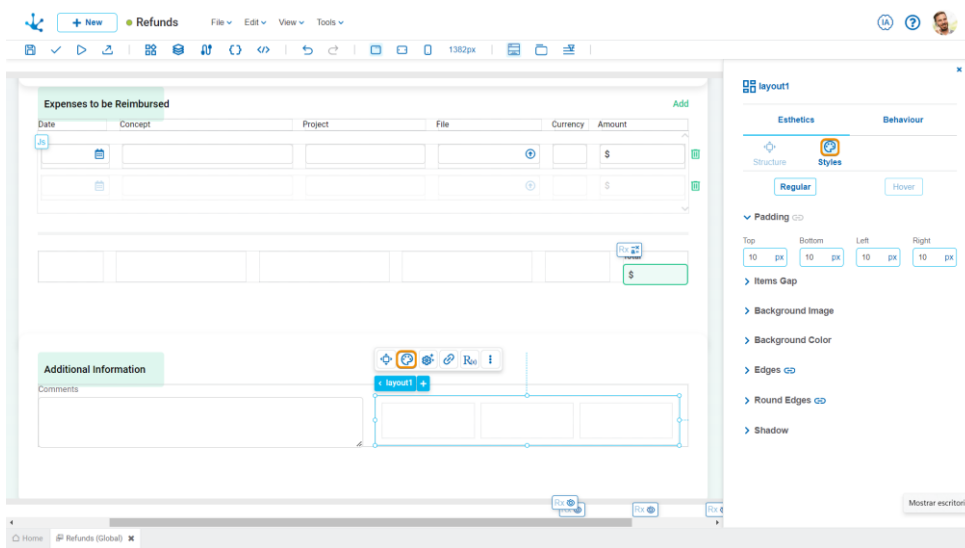 + New
Refunds
File
Edit
View
Tools
IA
?
1382px
layout1
Expenses to be Reimbursed
Add
Date
Concept
Project
File
Currency
Amount
Js
$
$
Rx
$
Additional Information
Comments
layout1 +
Rx
Rx
Rx
Esthetics
Behaviour
Structure
Styles
Regular
Hover
Padding
Top
Bottom
Left
Right
10 px
10 px
10 px
10 px
Items Gap
Background Image
Background Color
Edges
Round Edges
Shadow
Mostrar escritori
Home
Refunds (Global)